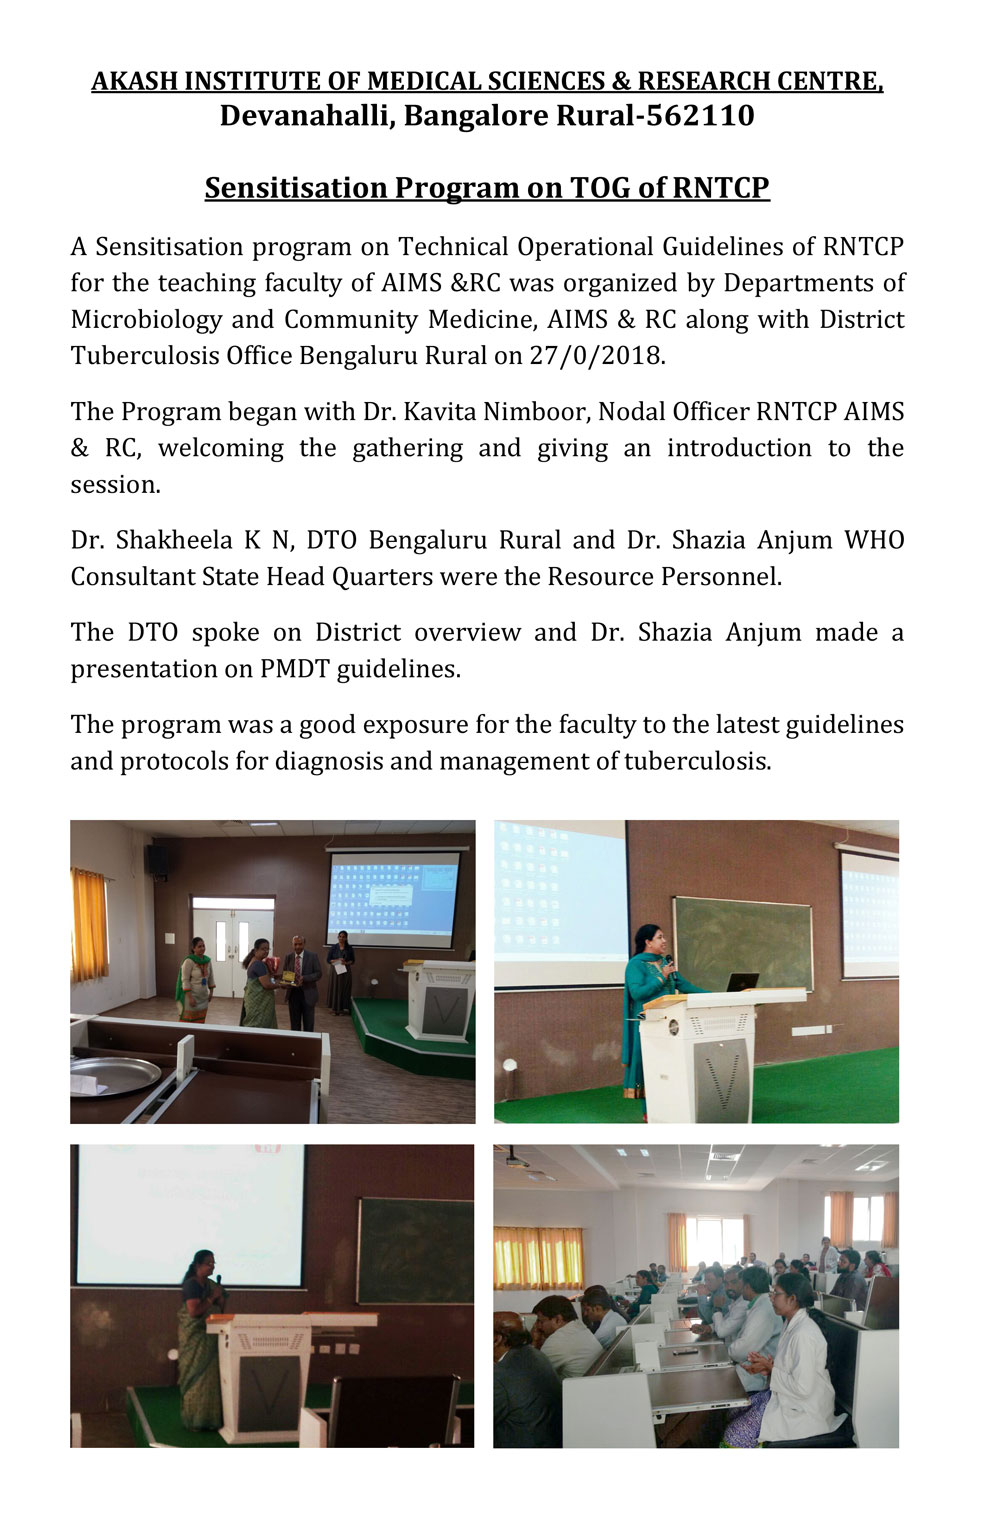 AKASH INSTITUTE OF MEDICAL SCIENCES & RESEARCH CENTRE,
Devanahalli, Bangalore Rural-562110
Sensitisation Program on TOG of RNTCP
A Sensitisation program on Technical Operational Guidelines of RNTCP
for the teaching faculty of AIMS &RC was organized by Departments of
Microbiology and Community Medicine, AIMS & RC along with District
Tuberculosis Office Bengaluru Rural on 27/0/2018.
The Program began with Dr. Kavita Nimboor, Nodal Officer RNTCP AIMS
& RC, welcoming the gathering and giving an introduction to the
session.
Dr. Shakheela K N, DTO Bengaluru Rural and Dr. Shazia Anjum WHO
Consultant State Head Quarters were the Resource Personnel.
The DTO spoke on District overview and Dr. Shazia Anjum made a
presentation on PMDT guidelines.
The program was a good exposure for the faculty to the latest guidelines
and protocols for diagnosis and management of tuberculosis.